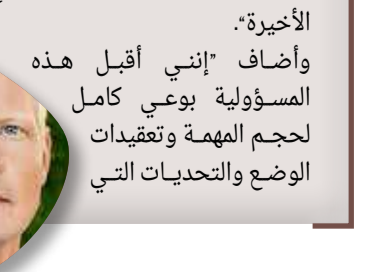 الأخيرة“.
وأضاف ”إنني أقبل هذه
المسؤولية بوعي كامل
لحجم المهمة وتعقيدات
الوضع والتحديات التي